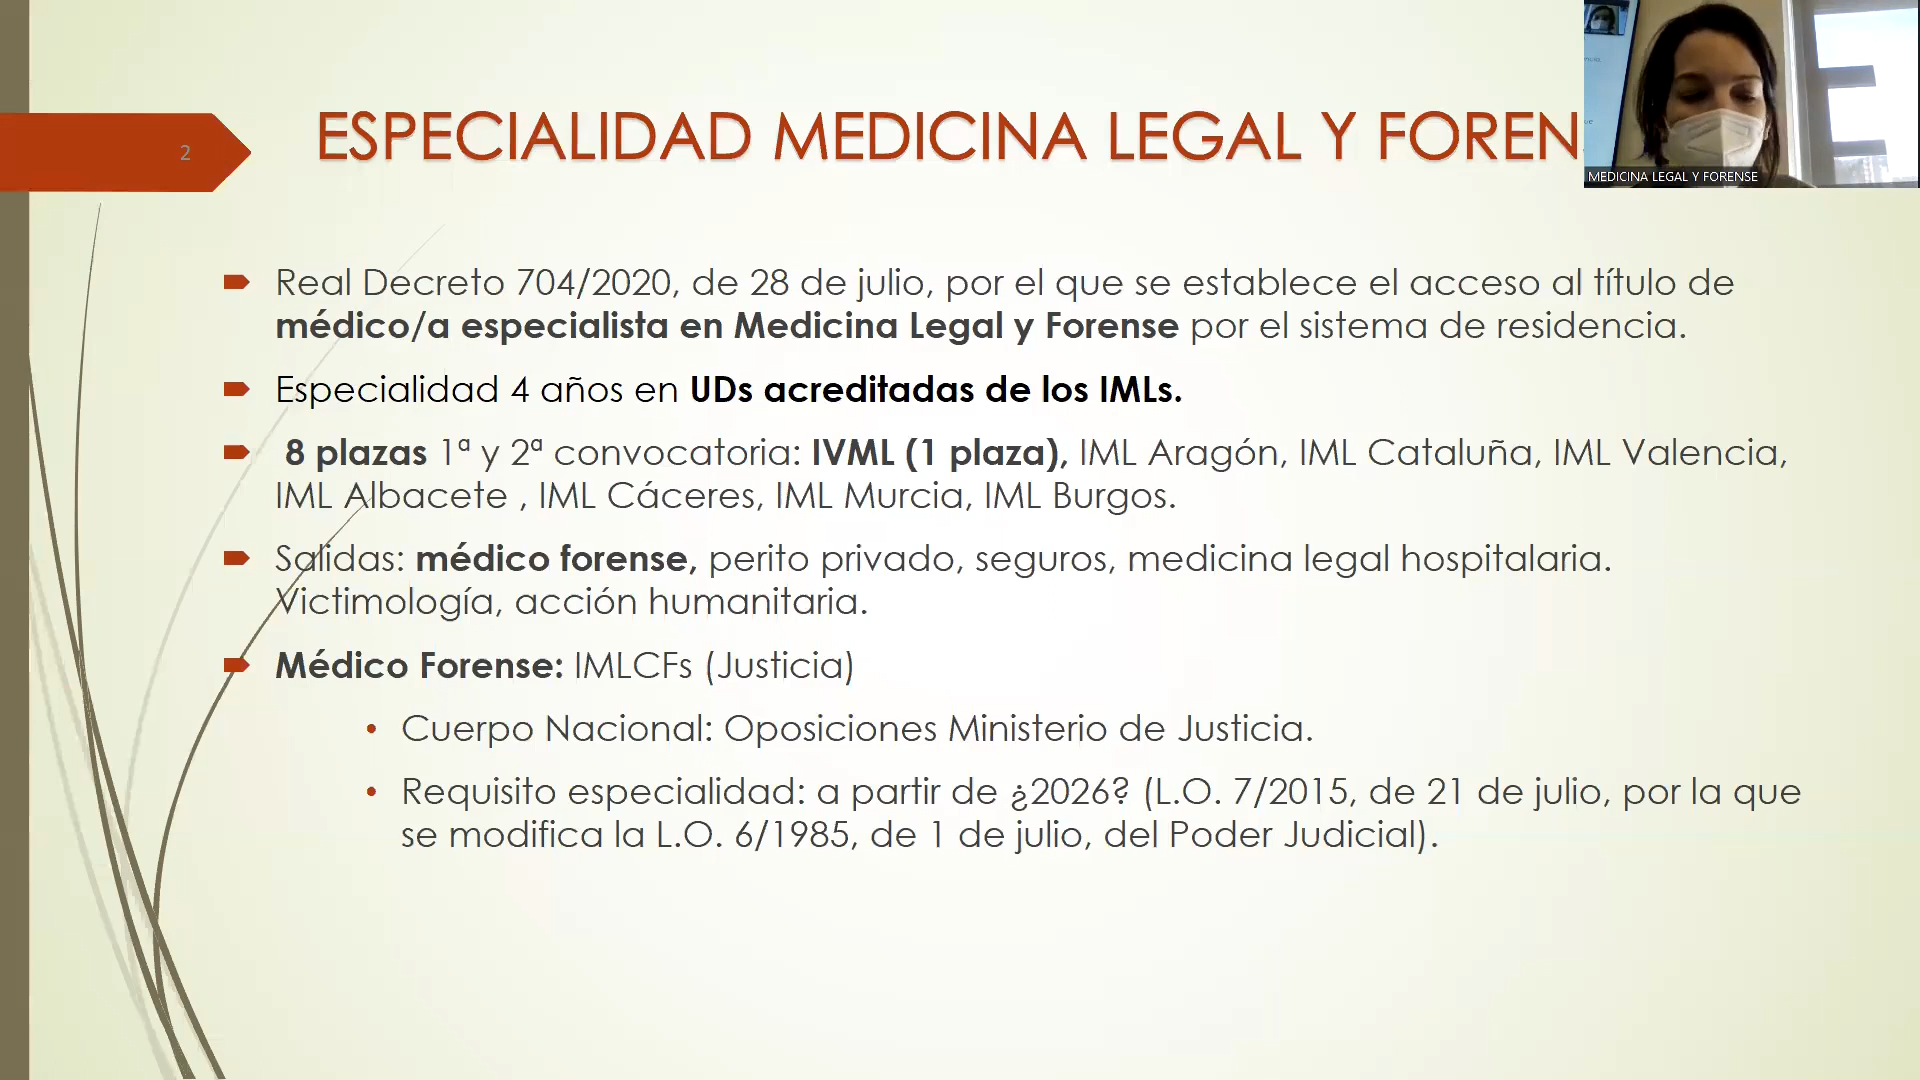 2
ESPECIALIDAD MEDICINA LEGAL Y FOREN
MEDICINA LEGAL Y FORENSE
Real Decreto 704/2020, de 28 de julio, por el que se establece el acceso al título de
médico/a especialista en Medicina Legal y Forense por el sistema de residencia.
Especialidad 4 años en UDs acreditadas de los IMLs.
8 plazas 1ª y 2ª convocatoria: IVML (1 plaza), IML Aragón, IML Cataluña, IML Valencia,
IML Albacete , IML Cáceres, IML Murcia, IML Burgos.
Salidas: médico forense, perito privado, seguros, medicina legal hospitalaria.
Victimología, acción humanitaria.
Médico Forense: IMLCFs (Justicia)
Cuerpo Nacional: Oposiciones Ministerio de Justicia.
Requisito especialidad: a partir de ¿2026? (L.O. 7/2015, de 21 de julio, por la que
se modifica la L.O. 6/1985, de 1 de julio, del Poder Judicial).